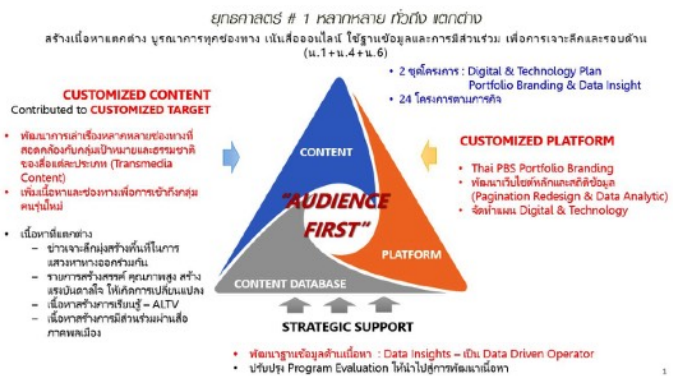 ยุทธศาสตร์ # 1 หลากหลาย ทั่วถึง แตกต่าง
สร้างเนื้อหาแตกต่าง บูรณาการทุกช่องทาง เน้นสื่อออนไลน์ ใช้ฐานข้อมูลและการมีส่วนร่วม เพื่อการเจาะลึกและรอบด้าน
(น.1+น.4+น.6)
• 2 ชุดโครงการ : Digital & Technology Plan
Portfolio Branding & Data Insight
• 24 โครงการตามภารกิจ
CUSTOMIZED CONTENT
Contributed to CUSTOMIZED TARGET
• พัฒนาการเล่าเรื่องหลากหลายช่องทางที่
สอดคล้องกับกลุ่มเป้าหมายและธรรมชาติ
ของสื่อแต่ละประเภท (Transmedia
Content)
• เพิ่มเนื้อหาและช่องทางเพื่อการเข้าถึงกลุ่ม
คนรุ่นใหม่
• เนื้อหาที่แตกต่าง
– ข่าวเจาะลึกมุ่งสร้างพื้นที่ในการ
แสวงหาทางออกร่วมกัน
– รายการสร้างสรรค์ คุณภาพสูง สร้าง
แรงบันดาลใจ ให้เกิดการเปลี่ยนแปลง
– เนื้อหาสร้างการเรียนรู้ – ALTV
– เนื้อหาสร้างการมีส่วนร่วมผ่านสื่อ
ภาคพลเมือง
CONTENT
"AUDIENCE
FIRST"
PLATFORM
CONTENT DATABASE
CUSTOMIZED PLATFORM
• Thai PBS Portfolio Branding
• พัฒนาเว็บไซต์หลักและสถิติข้อมูล
(Pagination Redesign & Data Analytic)
• จัดทำแผน Digital & Technology
STRATEGIC SUPPORT
• พัฒนาฐานข้อมูลด้านเนื้อหา : Data Insights – เป็น Data Driven Operator
• ปรับปรุง Program Evaluation ให้นำไปสู่การพัฒนาเนื้อหา
1